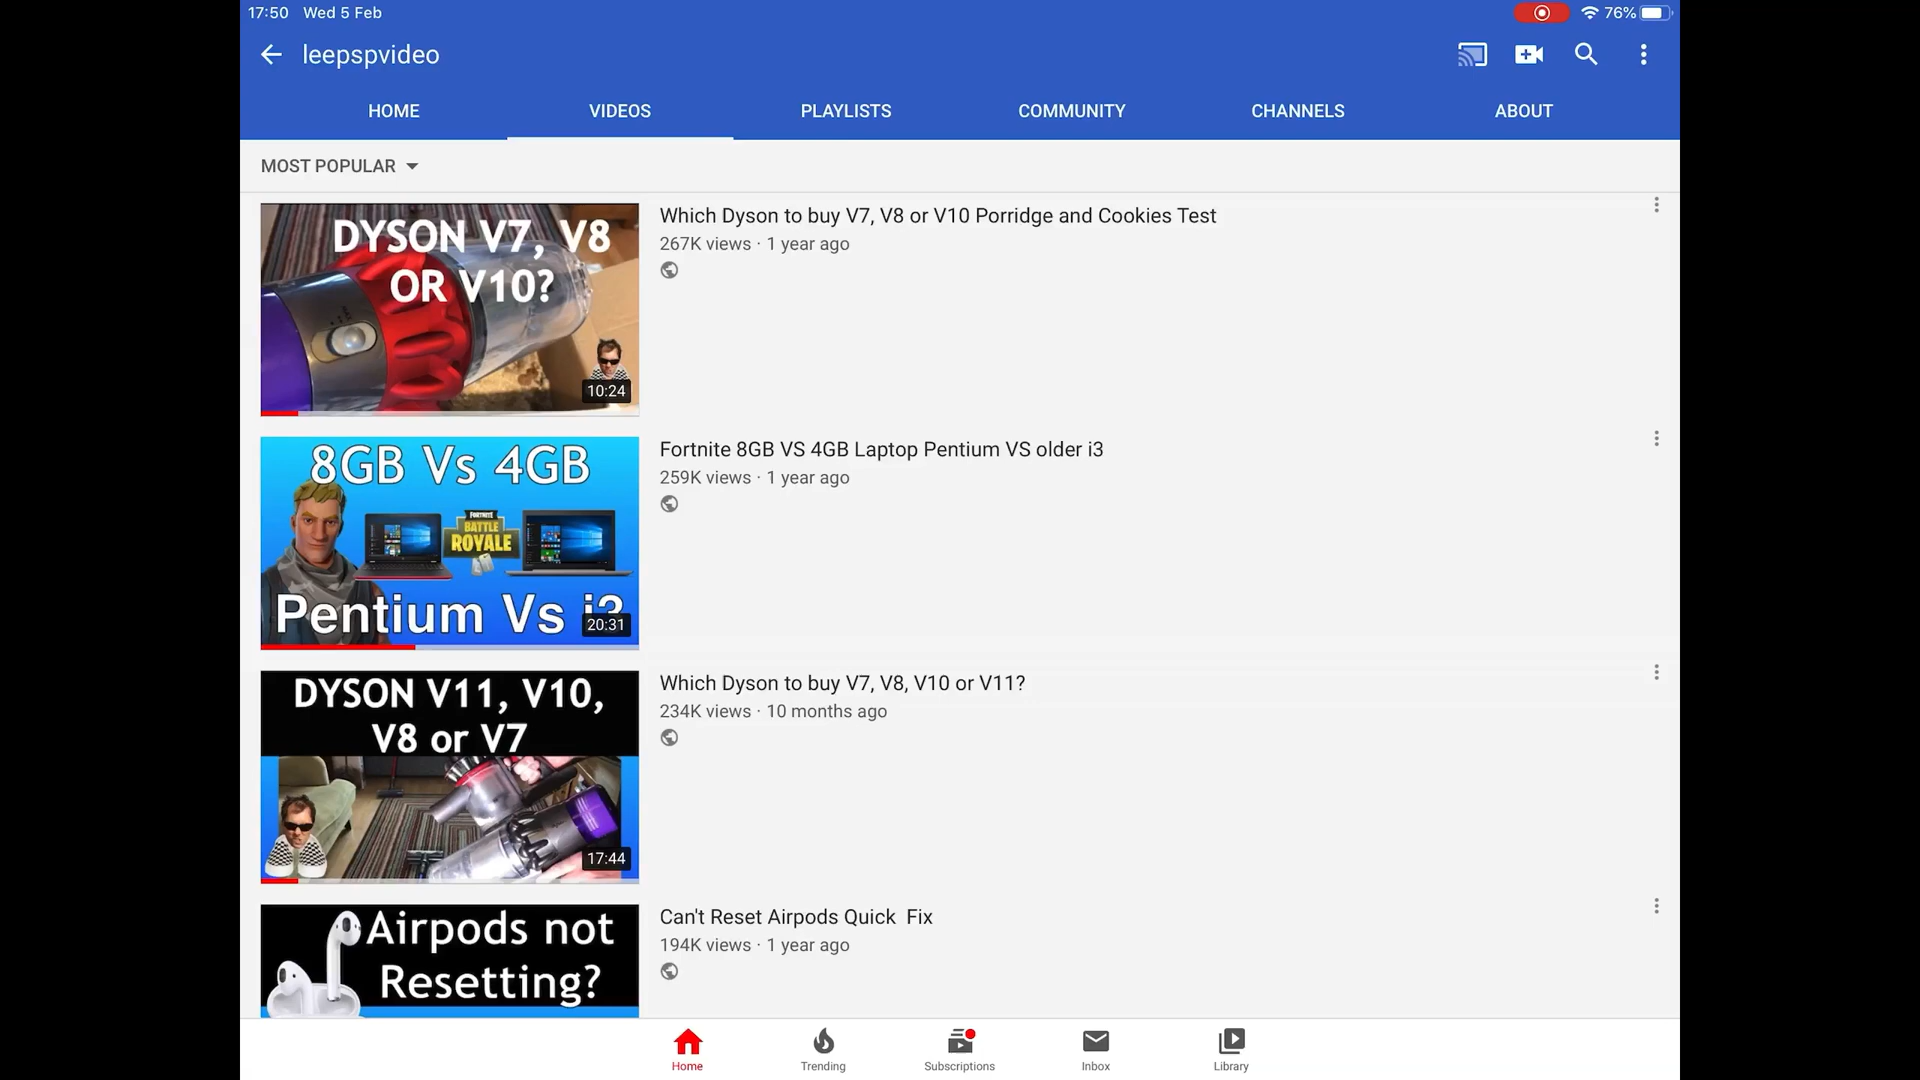 17:50 Wed 5 Feb
76%
leepspvideo
HOME VIDEOS PLAYLISTS COMMUNITY CHANNELS ABOUT
MOST POPULAR
DYSON V7, V8
OR V10?
10:24
Which Dyson to buy V7, V8 or V10 Porridge and Cookies Test
267K views · 1 year ago
8GB Vs 4GB
FORTNITE
BATTLE
ROYALE
Pentium Vs i3
20:31
Fortnite 8GB VS 4GB Laptop Pentium VS older i3
259K views · 1 year ago
DYSON V11, V10,
V8 or V7
17:44
Which Dyson to buy V7, V8, V10 or V11?
234K views · 10 months ago
Airpods not
Resetting?
Can't Reset Airpods Quick Fix
194K views · 1 year ago
Home Trending Subscriptions Inbox Library